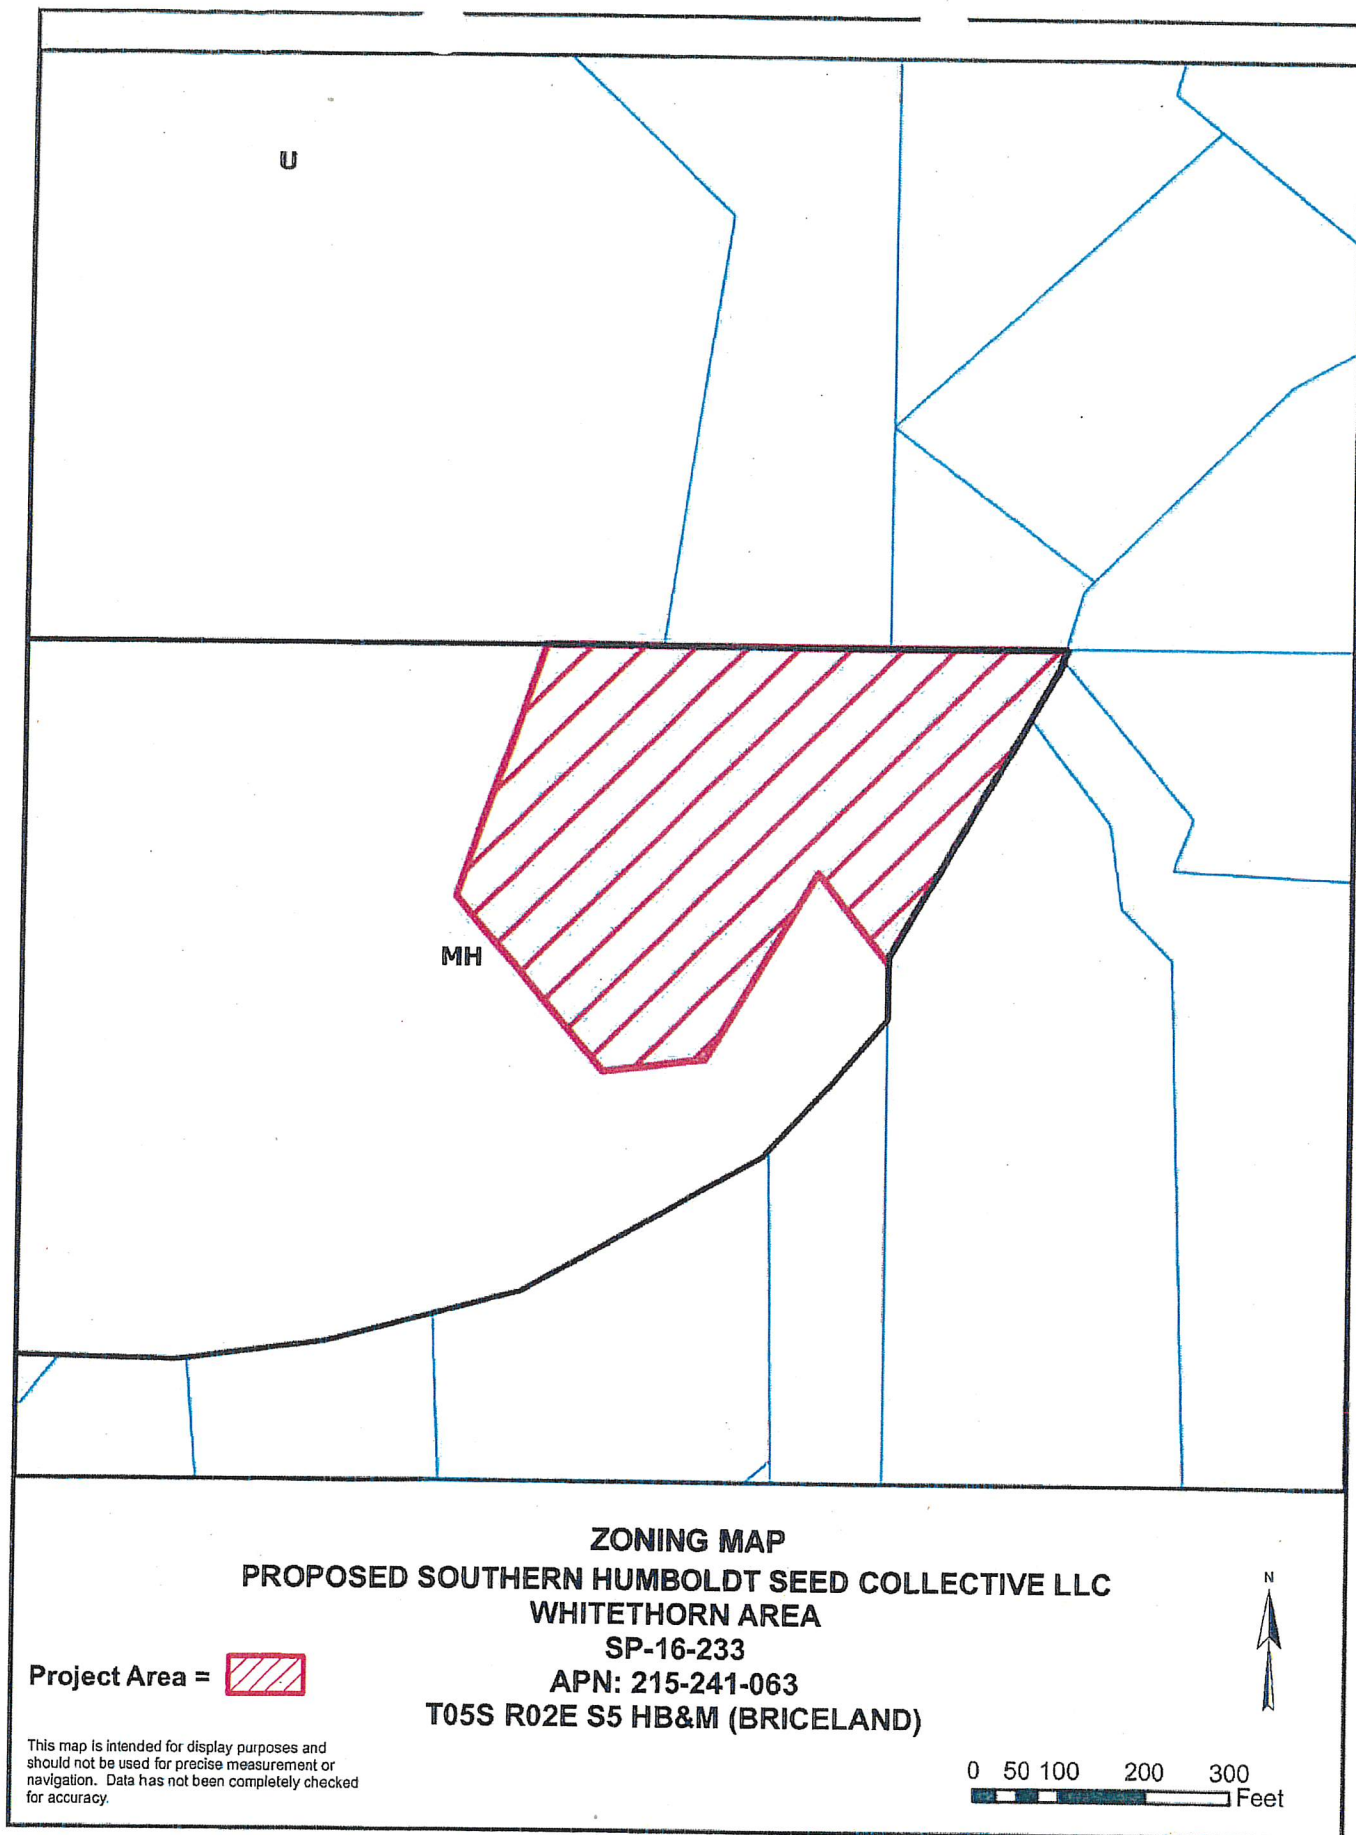 U
MH
ZONING MAP
PROPOSED SOUTHERN HUMBOLDT SEED COLLECTIVE LLC
WHITETHORN AREA
SP-16-233
APN: 215-241-063
T05S R02E S5 HB&M (BRICELAND)
Project Area =
This map is intended for display purposes and
should not be used for precise measurement or
navigation. Data has not been completely checked
for accuracy.
N
0 50 100 200 300
Feet